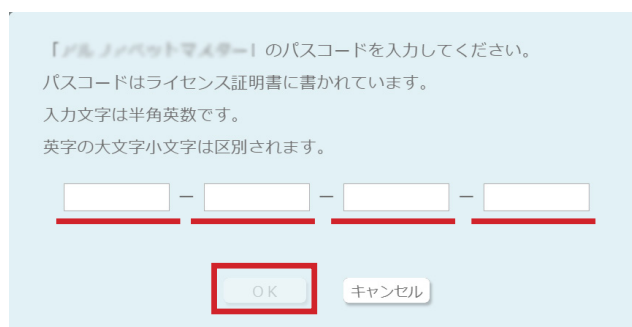 」のパスコードを入力してください。
パスコードはライセンス証明書に書かれています。
入力文字は半角英数です。
英字の大文字小文字は区別されます。
— — —
OK キャンセル